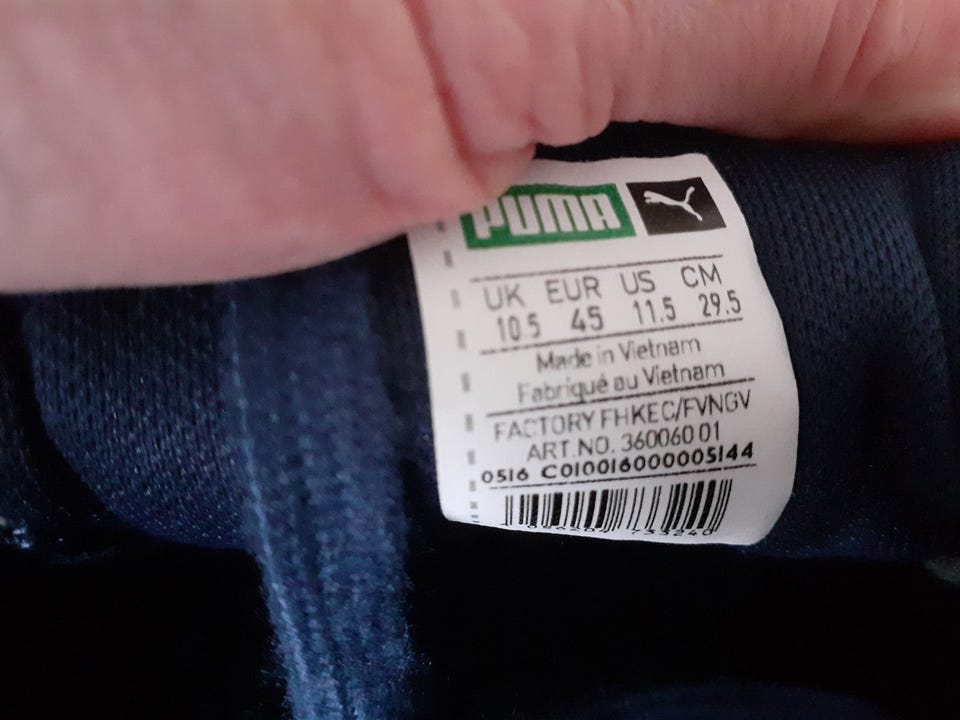 PUMA
UK EUR US CM
10.5 45 11.5 29.5
Made in Vietnam
Fabriqué au Vietnam
FACTORY FHKEC/FVNGV
ART.NO. 360060 01
0516 C010016000005144